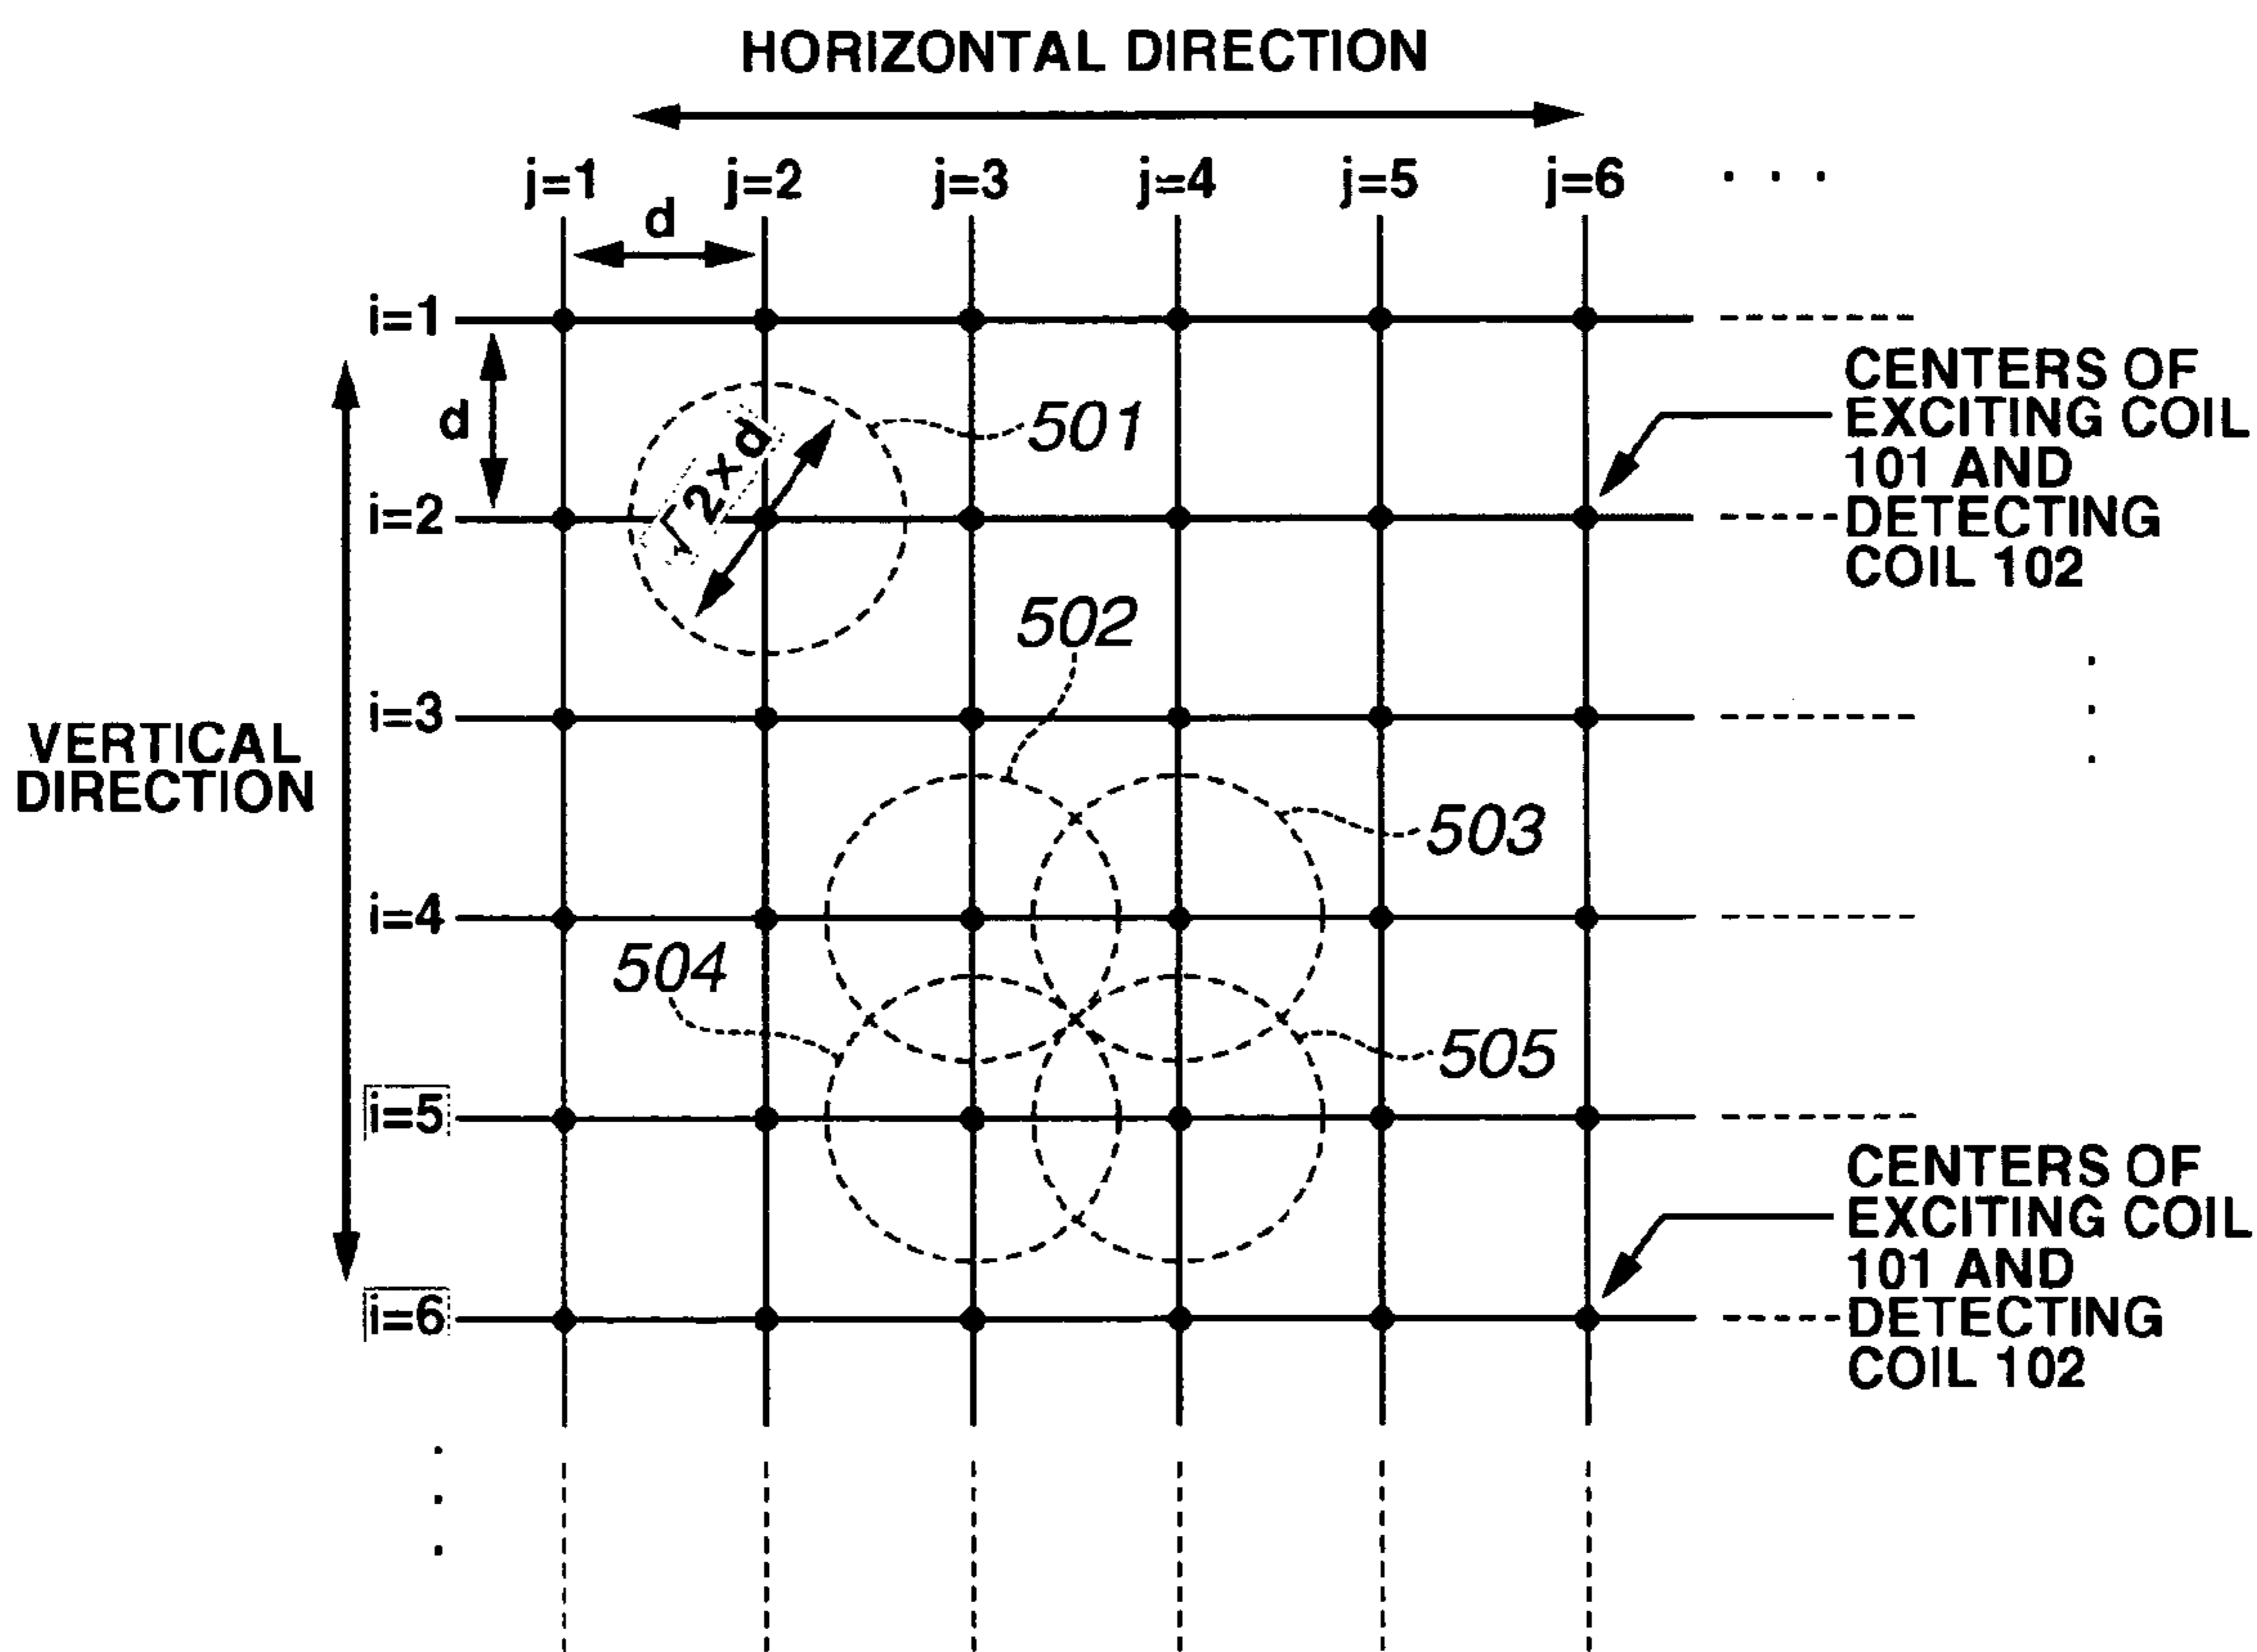 HORIZONTAL DIRECTION
j=1 j=2 j=3 j=4 j=5 j=6 . . .
d
i=1
d
CENTERS OF
EXCITING COIL
101 AND
DETECTING
COIL 102
501
√2×d
i=2
502
i=3
VERTICAL
DIRECTION
503
i=4
504
505
i=5
CENTERS OF
EXCITING COIL
101 AND
DETECTING
COIL 102
i=6